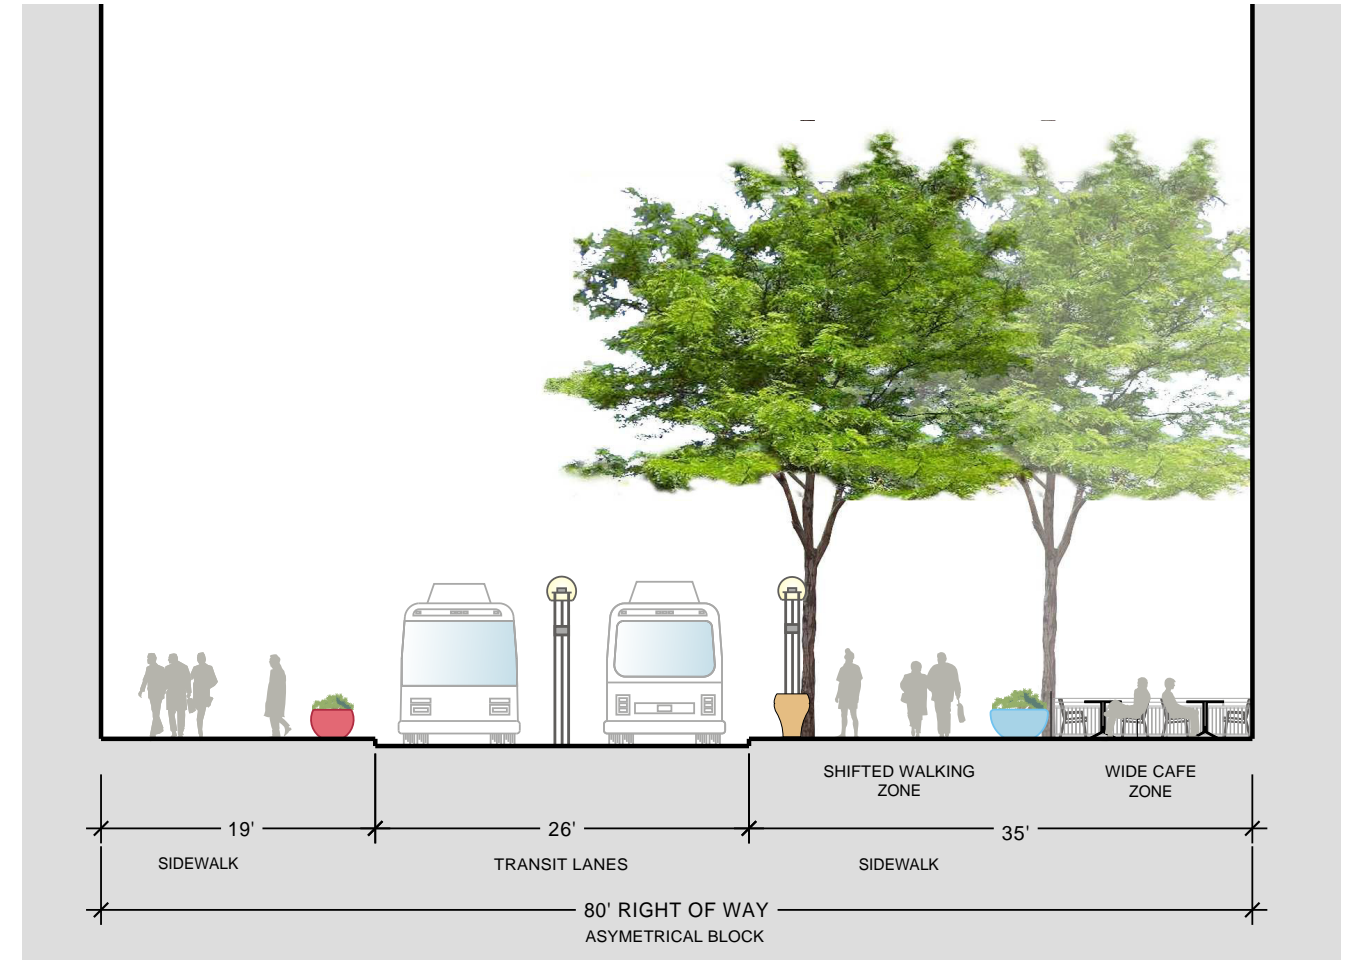 SHIFTED WALKING
ZONE
WIDE CAFE
ZONE
19'
26'
35'
SIDEWALK
TRANSIT LANES
SIDEWALK
80' RIGHT OF WAY
ASYMETRICAL BLOCK